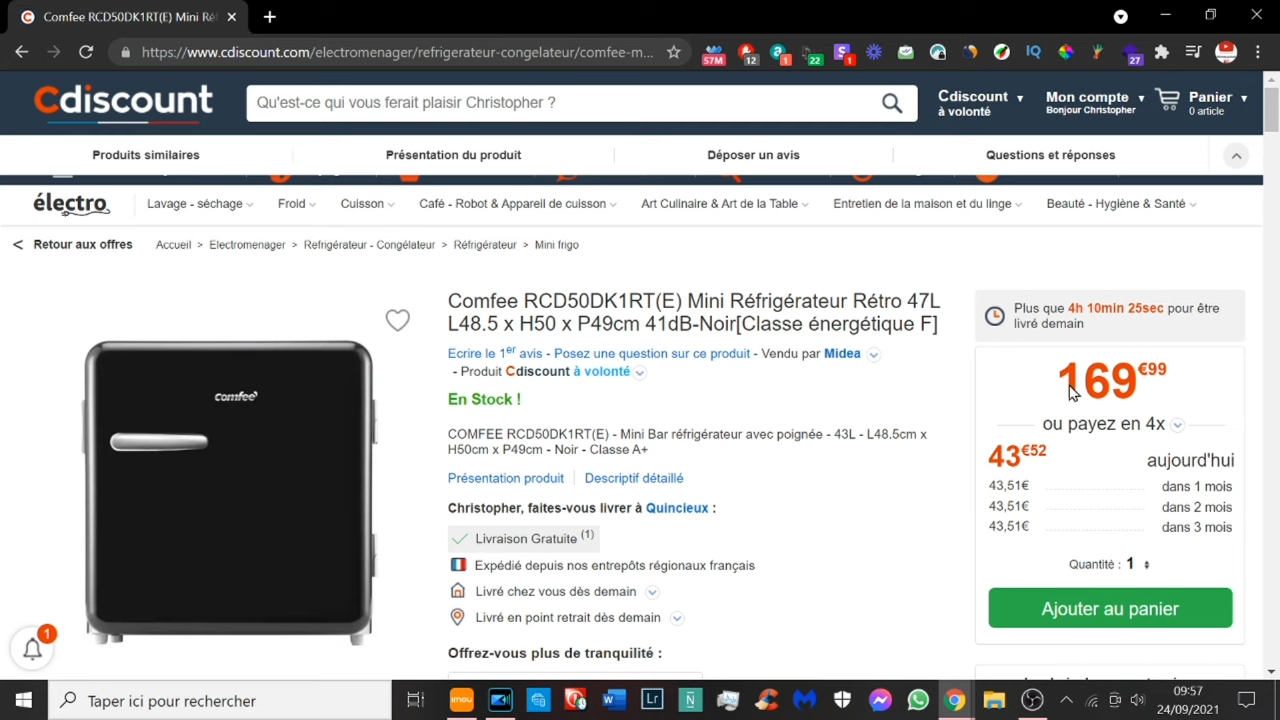 Comfee RCD50DK1RT(E) Mini Ré
https://www.cdiscount.com/electromenager/refrigerateur-congelateur/comfee-m...
57M
12
1
22
1
IQ
27
Cdiscount
Qu'est-ce qui vous ferait plaisir Christopher ?
Cdiscount
à volonté
Mon compte
Bonjour Christopher
Panier
0 article
Produits similaires
Présentation du produit
Déposer un avis
Questions et réponses
électro
Lavage - séchage
Froid
Cuisson
Café - Robot & Appareil de cuisson
Art Culinaire & Art de la Table
Entretien de la maison et du linge
Beauté - Hygiène & Santé
< Retour aux offres
Accueil > Electromenager > Réfrigérateur - Congélateur > Réfrigérateur > Mini frigo
Comfee RCD50DK1RT(E) Mini Réfrigérateur Rétro 47L
L48.5 x H50 x P49cm 41dB-Noir[Classe énergétique F]
Ecrire le 1er avis - Posez une question sur ce produit - Vendu par Midea
- Produit Cdiscount à volonté
En Stock !
COMFEE RCD50DK1RT(E) - Mini Bar réfrigérateur avec poignée - 43L - L48.5cm x
H50cm x P49cm - Noir - Classe A+
Présentation produit
Descriptif détaillé
Christopher, faites-vous livrer à Quincieux :
Livraison Gratuite (1)
Expédié depuis nos entrepôts régionaux français
Livré chez vous dès demain
Livré en point retrait dès demain
Offrez-vous plus de tranquilité :
comfee
Plus que 4h 10min 25sec pour être
livré demain
169€99
ou payez en 4x
43€52 aujourd'hui
43,51€ dans 1 mois
43,51€ dans 2 mois
43,51€ dans 3 mois
Quantité : 1
Ajouter au panier
1
Taper ici pour rechercher
imou
Lr
09:57
24/09/2021